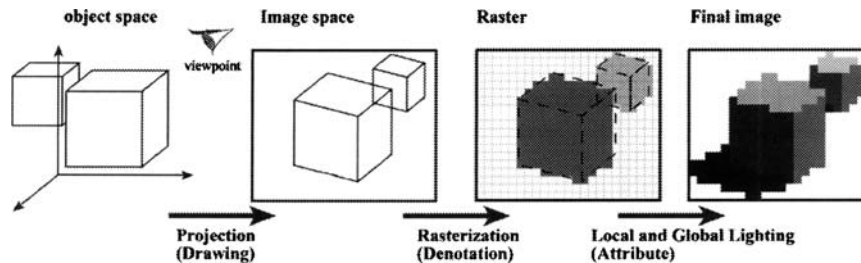 object space
Image space
Raster
Final image
viewpoint
Projection
(Drawing)
Rasterization
(Denotation)
Local and Global Lighting
(Attribute)